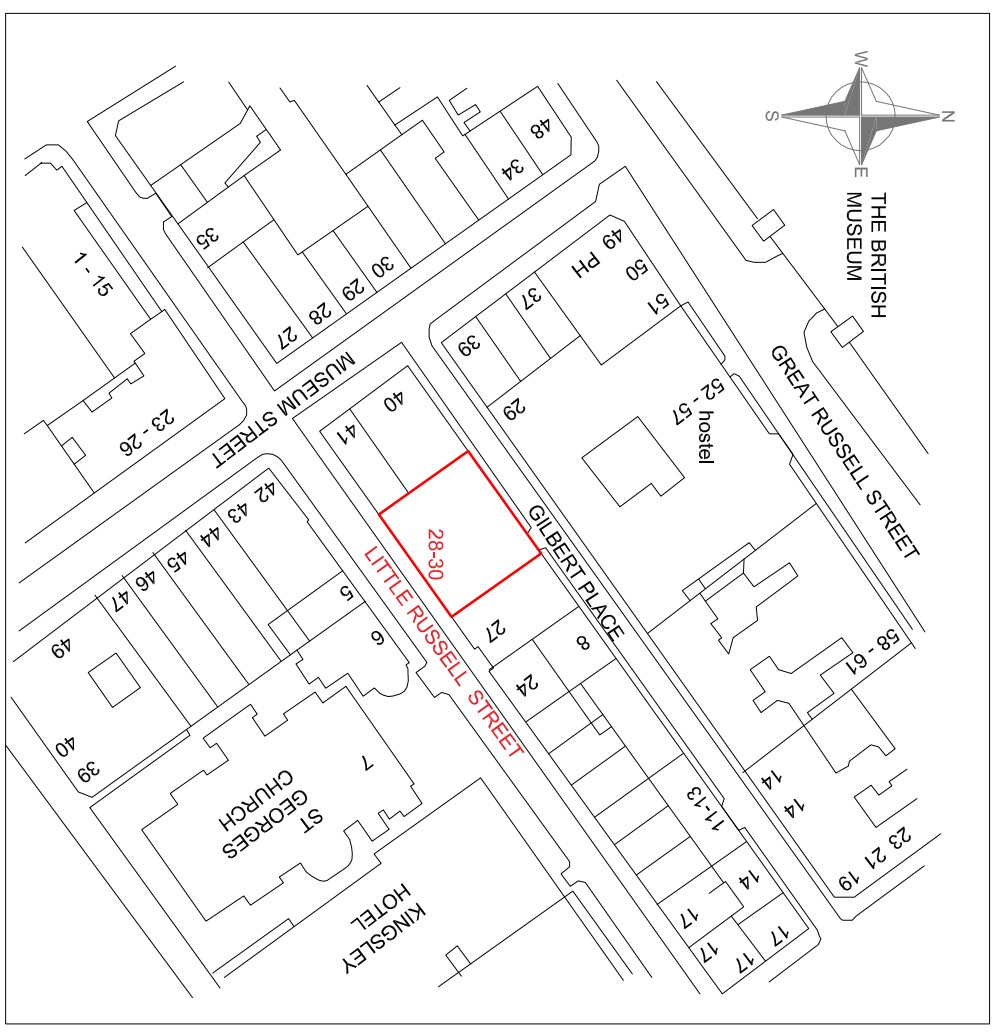 W
N
S
E
THE BRITISH
MUSEUM
48
34
35
30
29
28
27
1 - 15
23 - 26
49 PH
50
51
37
39
29
52 - 57
hostel
GREAT RUSSELL STREET
MUSEUM STREET
40
41
28-30
GILBERT PLACE
LITTLE RUSSELL STREET
42
43
44
45
46
47
49
40
39
5
6
7
27
8
24
58 - 61
14
14
23 21 19
11-13
14
17
17
17
17
ST
GEORGES
CHURCH
KINGSLEY
HOTEL